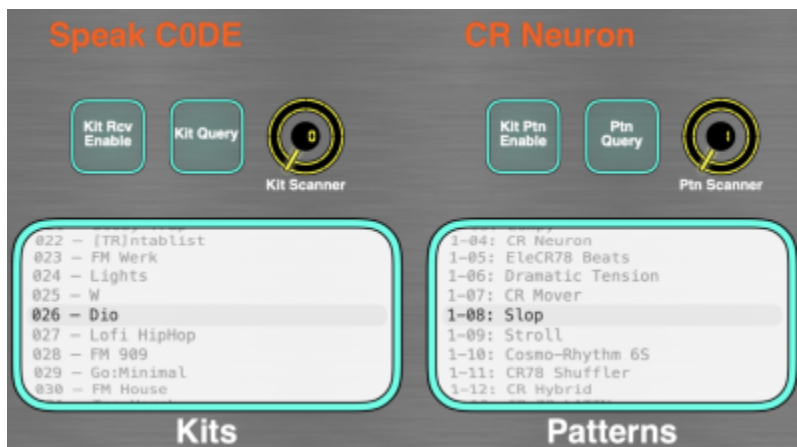 Speak C0DE
Kit Rcv
Enable
Kit Query
0
Kit Scanner
022 – [TR]ntablist
023 – FM Werk
024 – Lights
025 – W
026 – Dio
027 – Lofi HipHop
028 – FM 909
029 – Go:Minimal
030 – FM House
Kits
CR Neuron
Kit Ptn
Enable
Ptn
Query
1
Ptn Scanner
1-04: CR Neuron
1-05: EleCR78 Beats
1-06: Dramatic Tension
1-07: CR Mover
1-08: Slop
1-09: Stroll
1-10: Cosmo-Rhythm 6S
1-11: CR78 Shuffler
1-12: CR Hybrid
Patterns